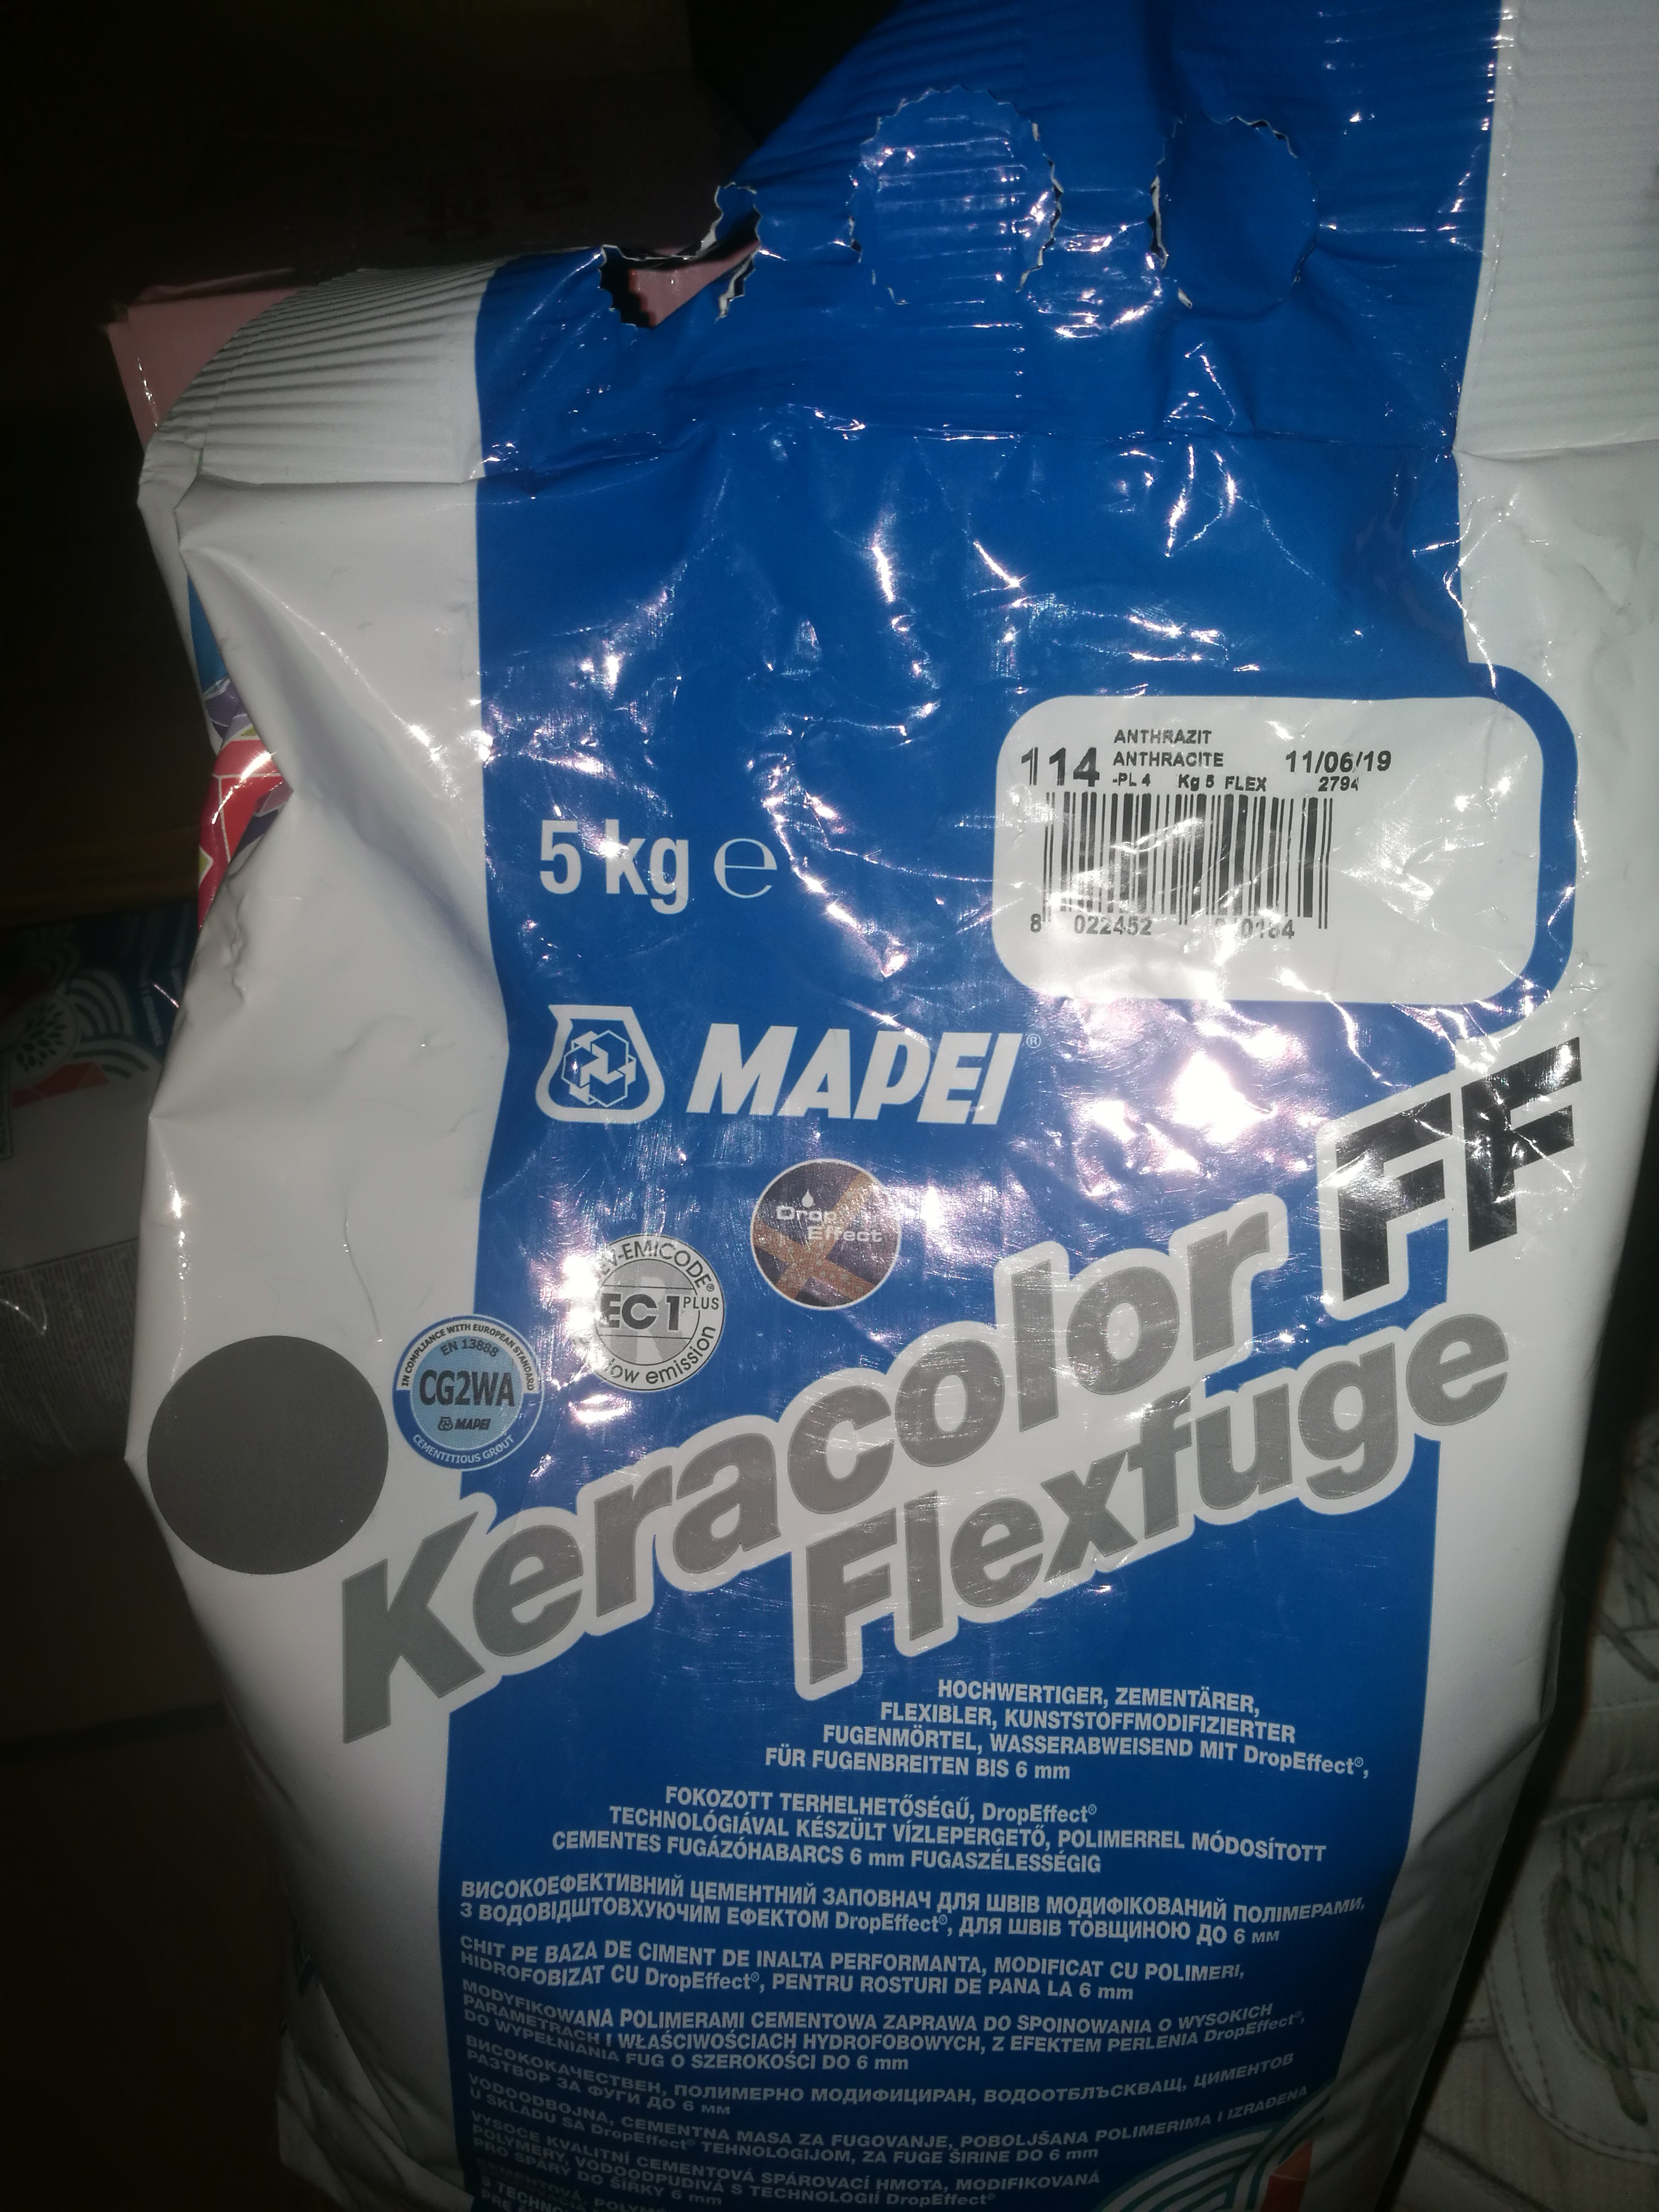 ANTHRAZIT
114 ANTHRACITE 11/06/19
-PL 4 Kg 5 FLEX 2794
8 022452
5 kg e
MAPEI®
Drop
Effect
EMICODE®
EC1 PLUS
low emission
IN COMPLIANCE WITH EUROPEAN STANDARD
EN 13888
CG2WA
MAPEI
CEMENTITIOUS GROUT
Keracolor FF
Flexfuge
HOCHWERTIGER, ZEMENTÄRER,
FLEXIBLER, KUNSTSTOFFMODIFIZIERTER
FUGENMÖRTEL, WASSERABWEISEND MIT DropEffect®,
FÜR FUGENBREITEN BIS 6 mm
FOKOZOTT TERHELHETŐSÉGŰ, DropEffect®
TECHNOLÓGIÁVAL KÉSZÜLT VÍZLEPERGETŐ, POLIMERREL MÓDOSÍTOTT
CEMENTES FUGÁZÓHABARCS 6 mm FUGASZÉLESSÉGIG
ВИСОКОЕФЕКТИВНИЙ ЦЕМЕНТНИЙ ЗАПОВНАЧ ДЛЯ ШВІВ МОДИФІКОВАНИЙ ПОЛІМЕРАМИ,
З ВОДОВІДШТОВХУЮЧИМ ЕФЕКТОМ DropEffect®, ДЛЯ ШВІВ ТОВЩИНОЮ ДО 6 мм
CHIT PE BAZA DE CIMENT DE INALTA PERFORMANTA, MODIFICAT CU POLIMERI,
HIDROFOBIZAT CU DropEffect®, PENTRU ROSTURI DE PANA LA 6 mm
MODYFIKOWANA POLIMERAMI CEMENTOWA ZAPRAWA DO SPOINOWANIA O WYSOKICH
PARAMETRACH I WŁAŚCIWOŚCIACH HYDROFOBOWYCH, Z EFEKTEM PERLENIA DropEffect®,
DO WYPEŁNIANIA FUG O SZEROKOŚCI DO 6 mm
ВИСОКОКАЧЕСТВЕН, ПОЛИМЕРНО МОДИФИЦИРАН, ВОДООТБЛЪСКВАЩ, ЦИМЕНТОВ
РАЗТВОР ЗА ФУГИ ДО 6 мм
VODOODBOJNA, CEMENTNA MASA ZA FUGOVANJE, POBOLJŠANA POLIMERIMA I IZRAĐENA
U SKLADU SA DropEffect® TEHNOLOGIJOM, ZA FUGE ŠIRINE DO 6 mm
VYSOCE KVALITNÍ CEMENTOVÁ SPÁROVACÍ HMOTA, MODIFIKOVANÁ
POLYMERY, VODOODPUDIVÁ S TECHNOLOGIÍ DropEffect®
PRO SPÁRY DO ŠÍRKY 6 mm